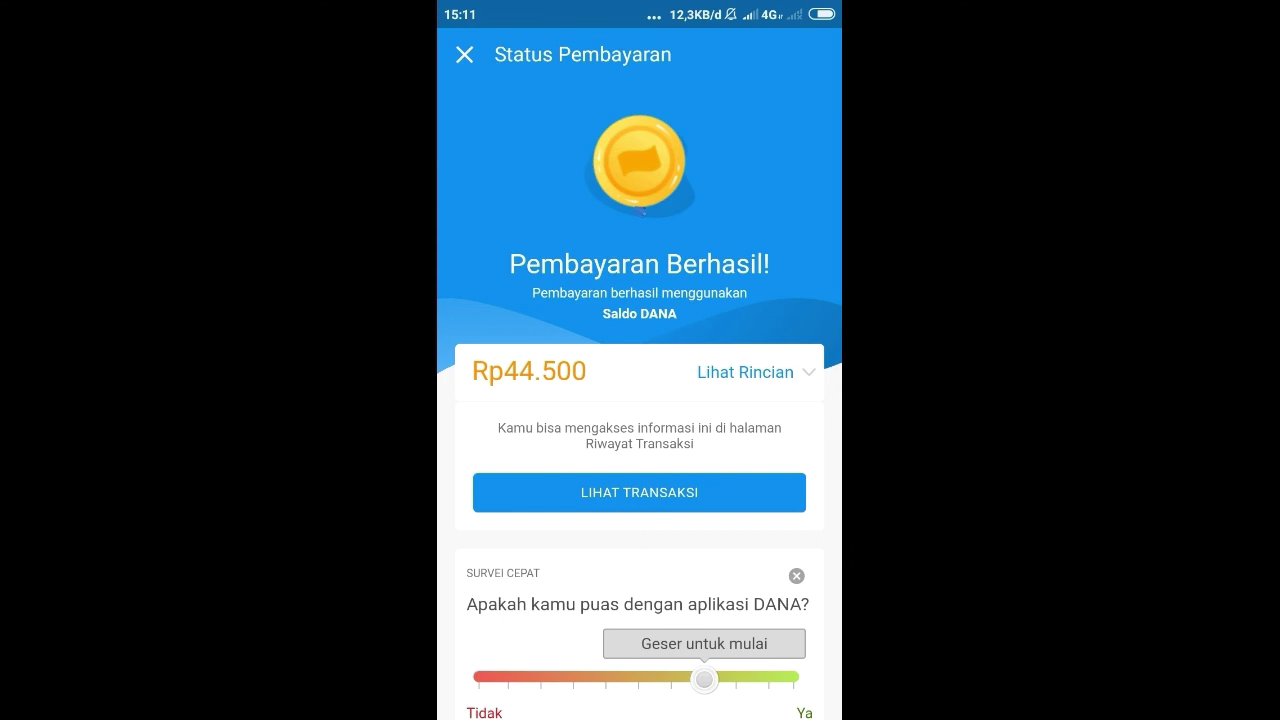 15:11
... 12,3KB/d 4G
Status Pembayaran
Pembayaran Berhasil!
Pembayaran berhasil menggunakan
Saldo DANA
Rp44.500 Lihat Rincian
Kamu bisa mengakses informasi ini di halaman
Riwayat Transaksi
LIHAT TRANSAKSI
SURVEI CEPAT
Apakah kamu puas dengan aplikasi DANA?
Geser untuk mulai
Tidak Ya